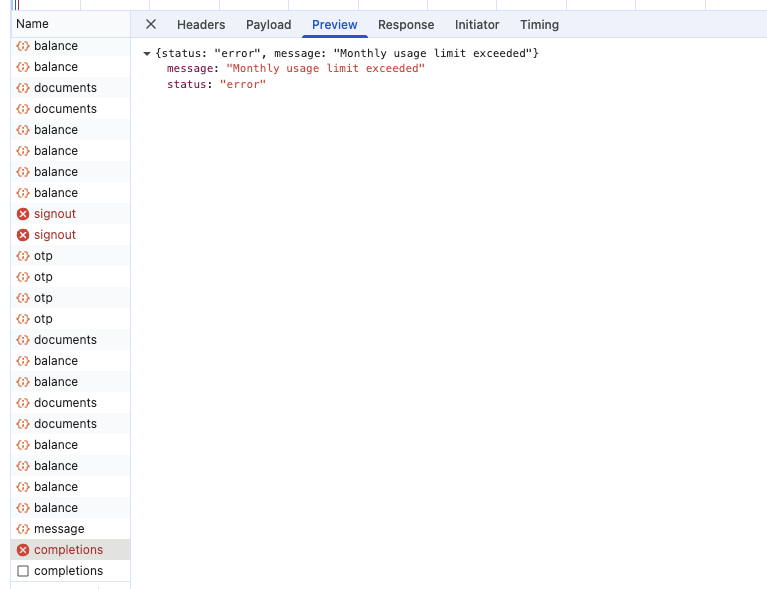 Name
Headers Payload Preview Response Initiator Timing
balance
balance
documents
documents
balance
balance
balance
balance
signout
signout
otp
otp
otp
otp
documents
balance
balance
documents
documents
balance
balance
balance
balance
message
completions
completions
{status: "error", message: "Monthly usage limit exceeded"}
message: "Monthly usage limit exceeded"
status: "error"